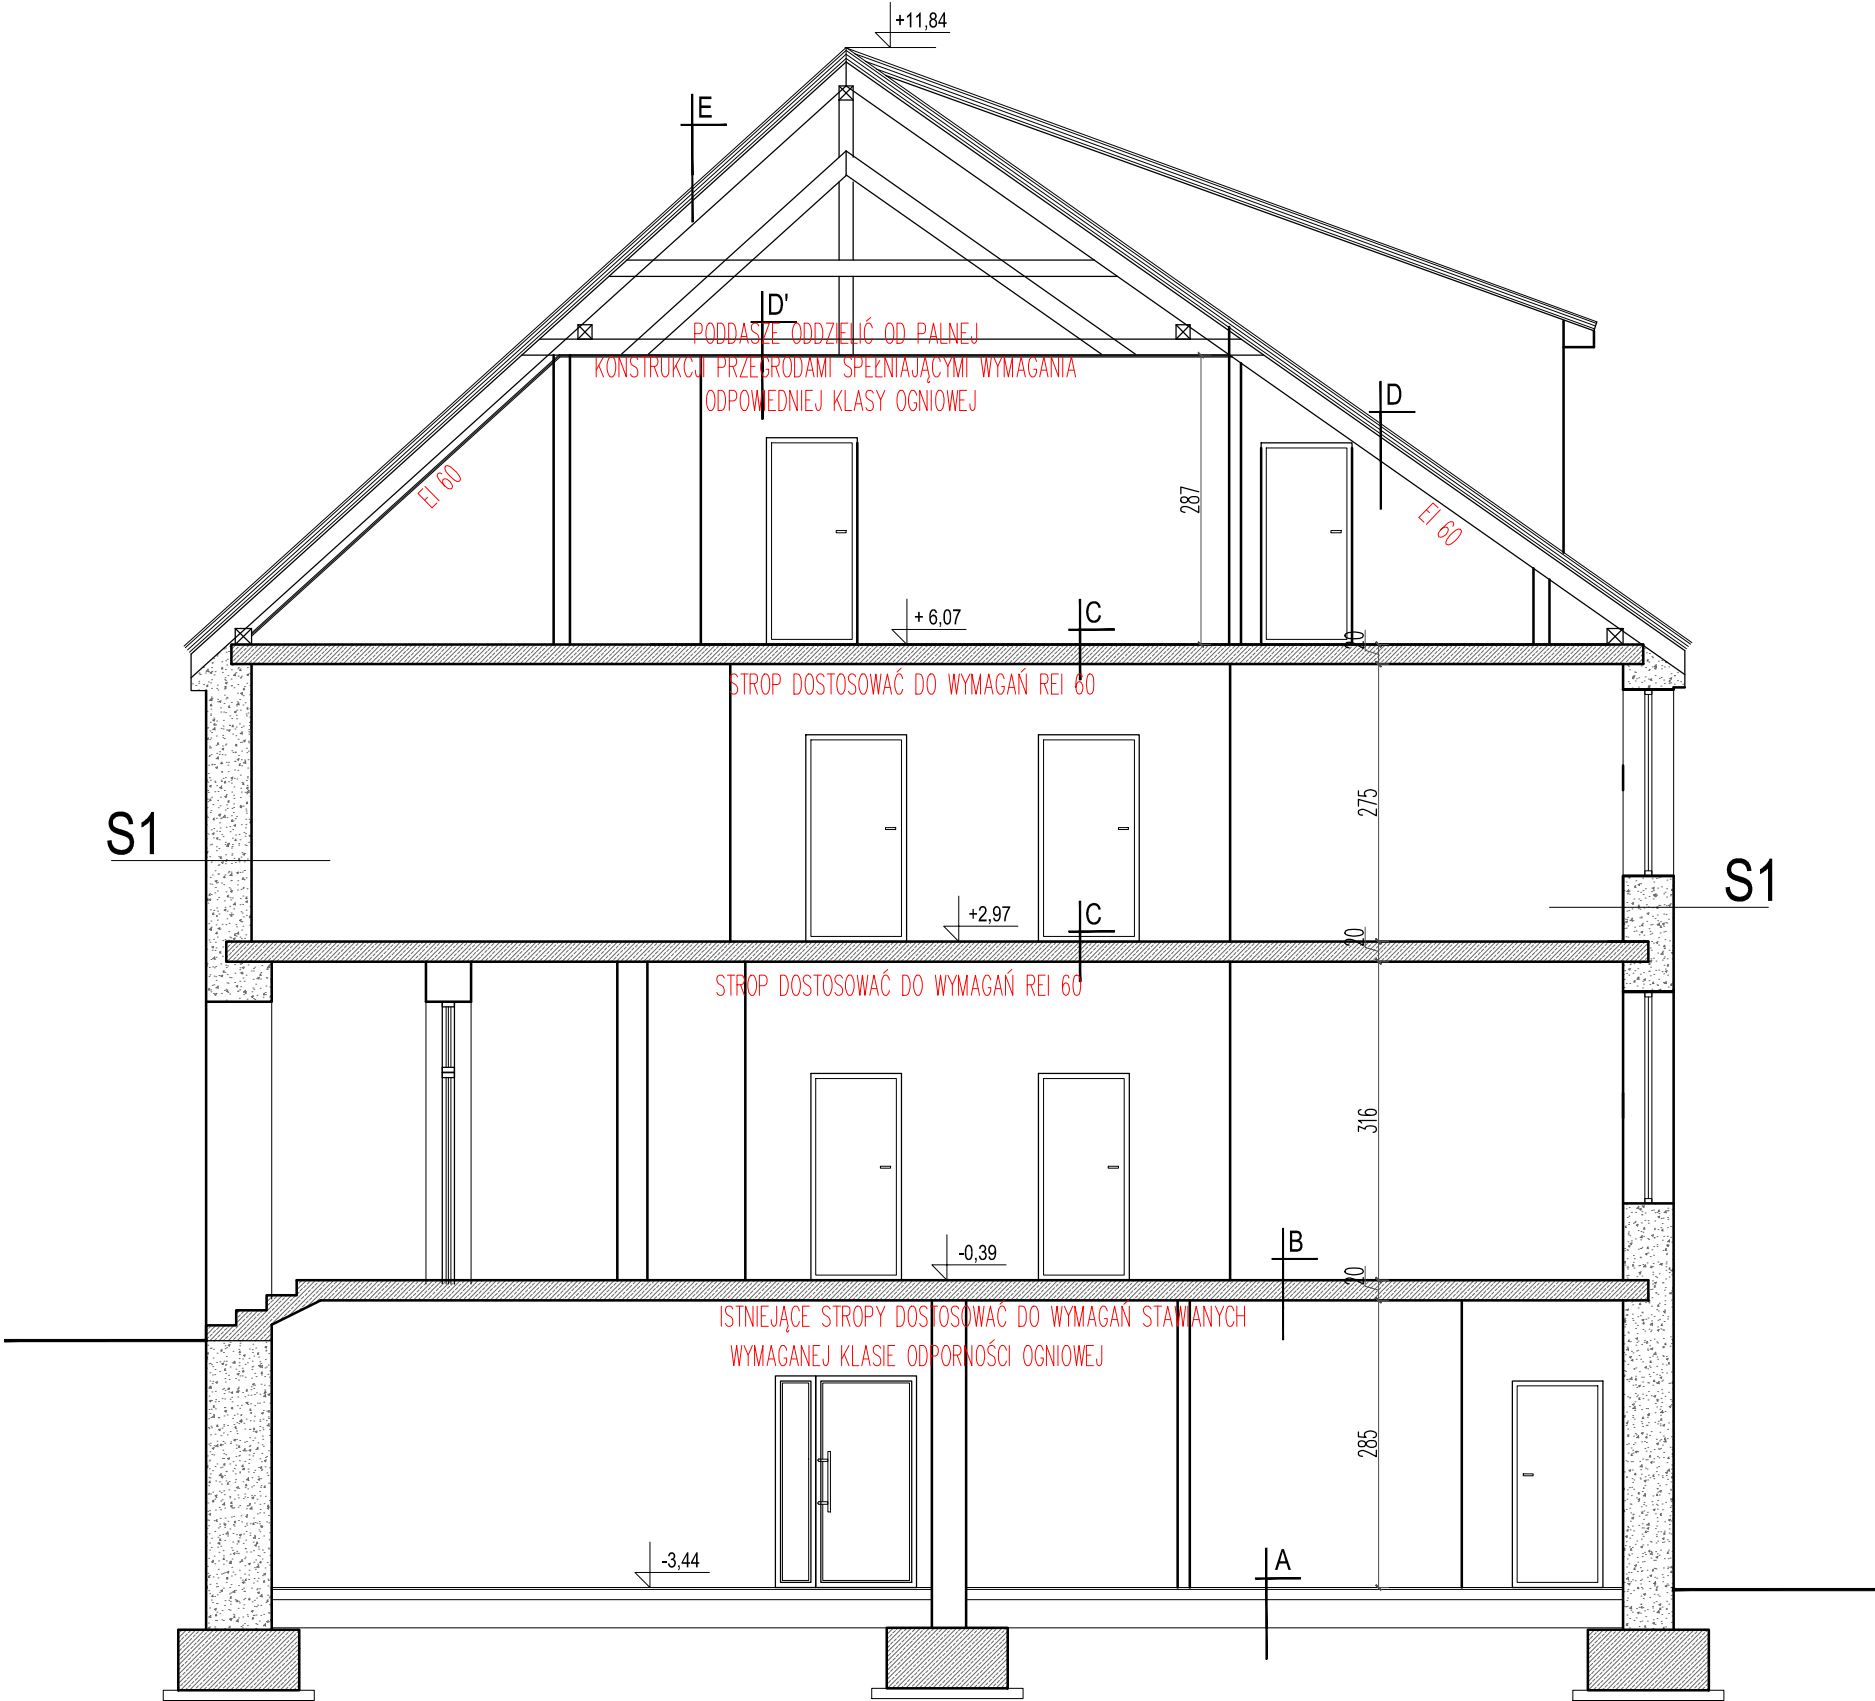 +11,84
E
D'
PODDASZE ODDZIELIĆ OD PALNEJ
KONSTRUKCJ PRZEGRODAMI SPEŁNIAJĄCYMI WYMAGANIA
ODPOWIEDNIEJ KLASY OGNIOWEJ
D
EI 60
287
EI 60
+ 6,07
C
20
STROP DOSTOSOWAĆ DO WYMAGAŃ REI 60
275
S1
S1
+2,97
C
20
STROP DOSTOSOWAĆ DO WYMAGAŃ REI 60
316
-0,39
B
20
ISTNIEJĄCE STROPY DOSTOSOWAĆ DO WYMAGAŃ STAWIANYCH
WYMAGANEJ KLASIE ODPORNOŚCI OGNIOWEJ
285
-3,44
A